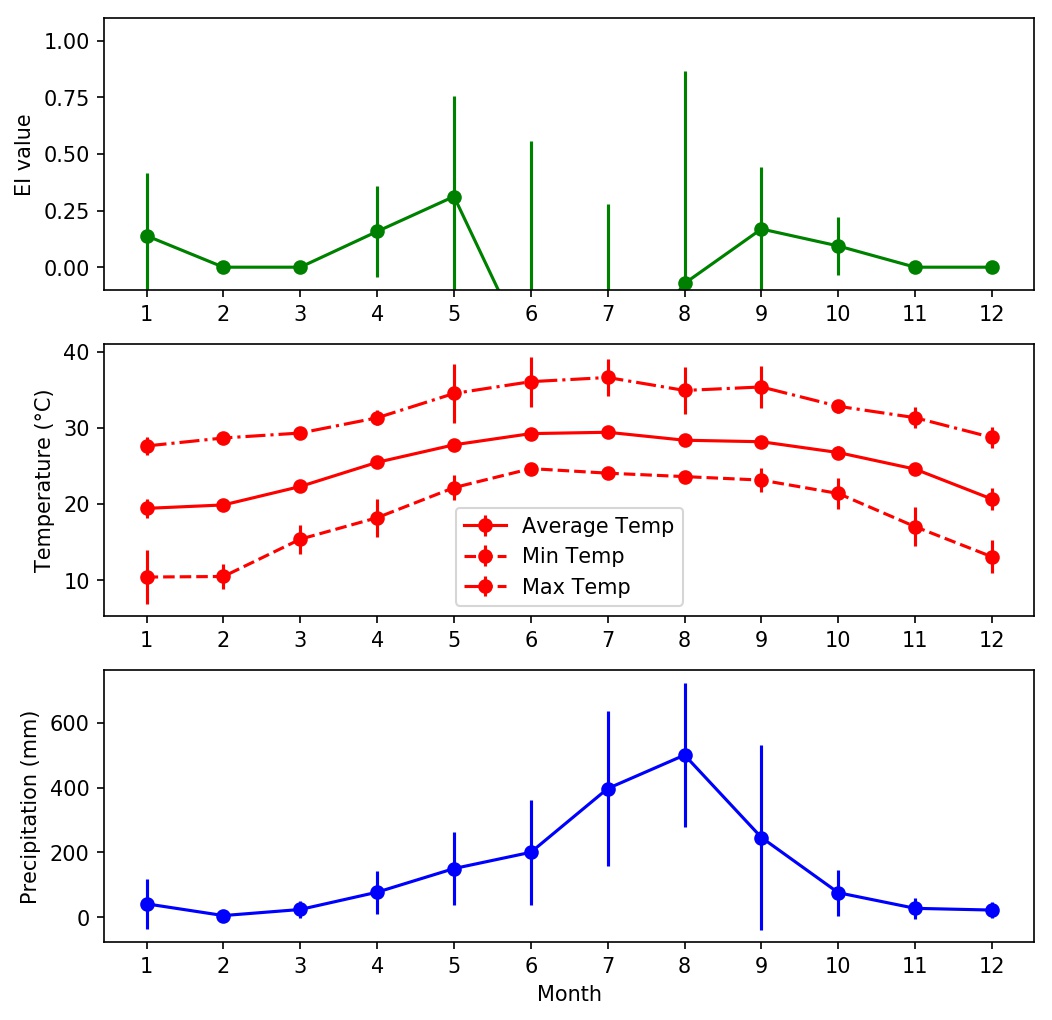 1.00
0.75
0.50
0.25
0.00
EI value
1 2 3 4 5 6 7 8 9 10 11 12
40
30
20
10
Temperature (°C)
Average Temp
Min Temp
Max Temp
1 2 3 4 5 6 7 8 9 10 11 12
600
400
200
0
Precipitation (mm)
1 2 3 4 5 6 7 8 9 10 11 12
Month